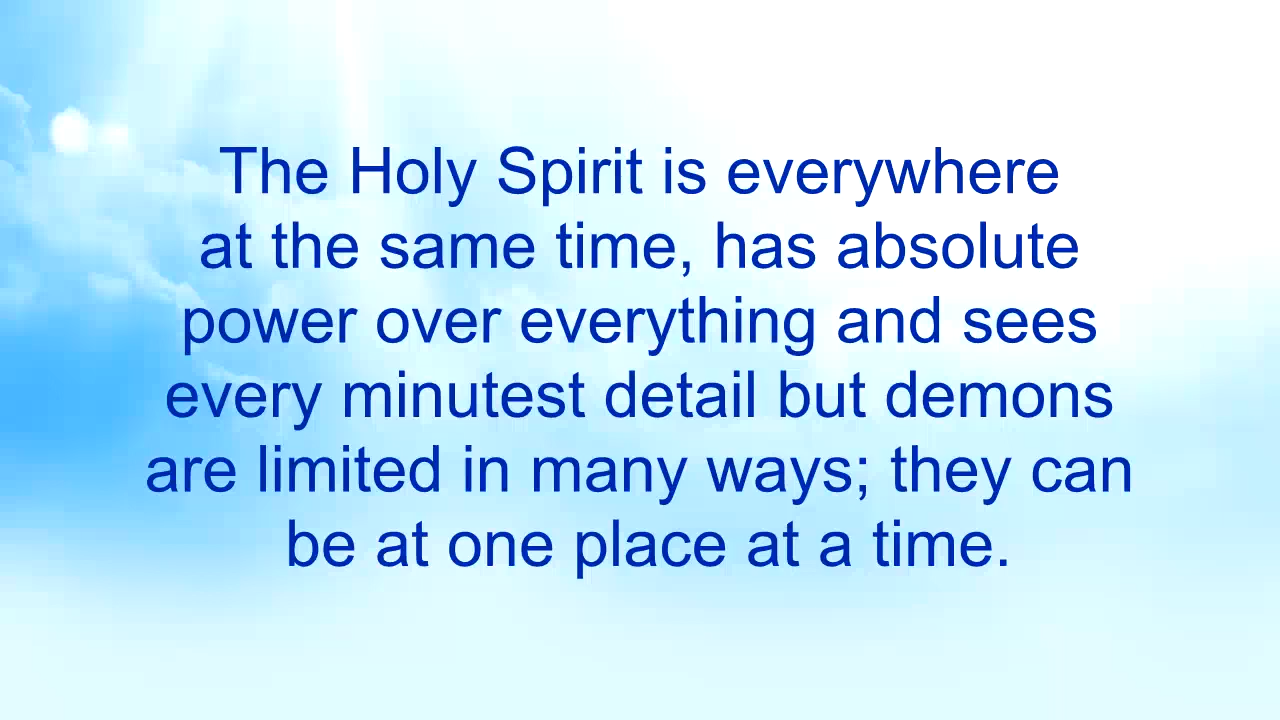 The Holy Spirit is everywhere
at the same time, has absolute
power over everything and sees
every minutest detail but demons
are limited in many ways; they can
be at one place at a time.